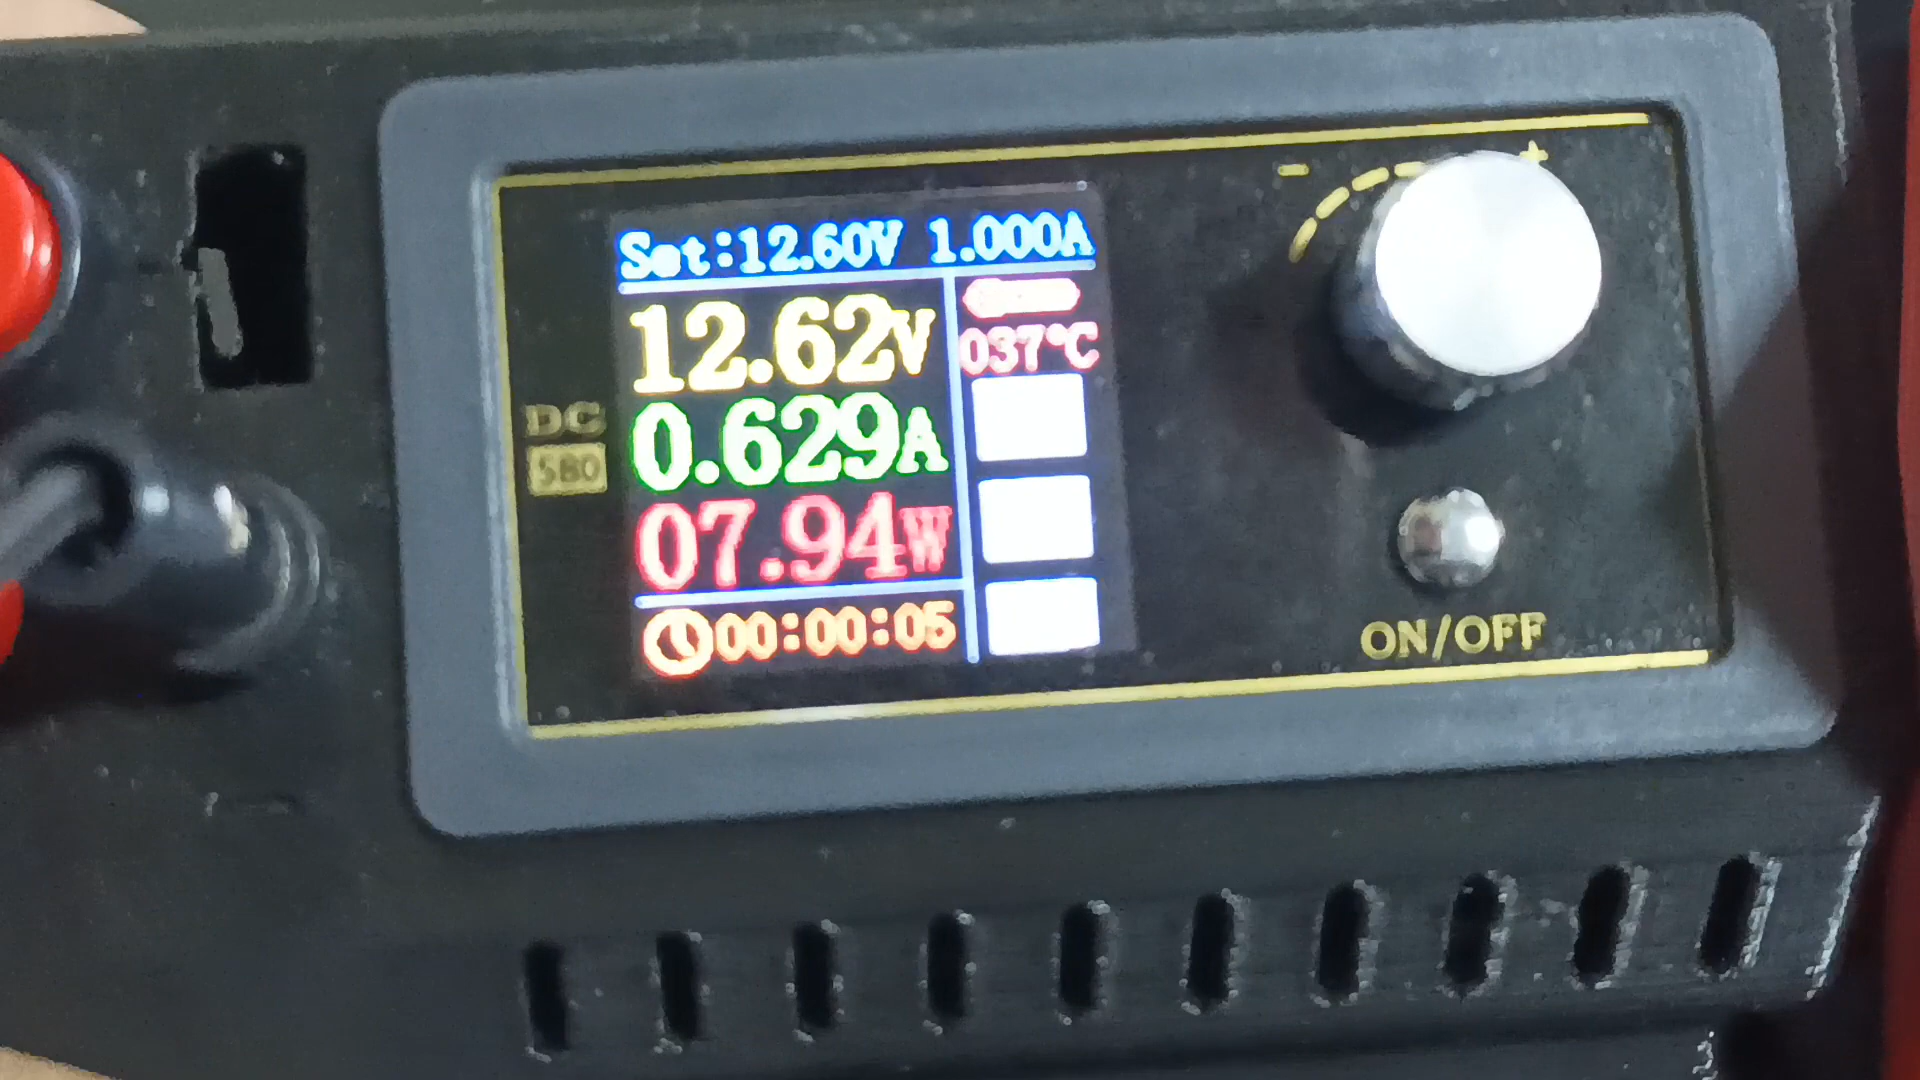 Set:12.60V 1.000A
12.62V
037°C
0.629A
07.94W
00:00:05
DC
580
- +
ON/OFF